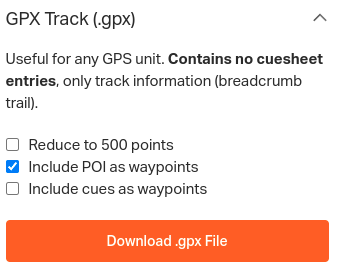 GPX Track (.gpx)
Useful for any GPS unit. Contains no cuesheet
entries, only track information (breadcrumb
trail).
Reduce to 500 points
Include POI as waypoints
Include cues as waypoints
Download .gpx File